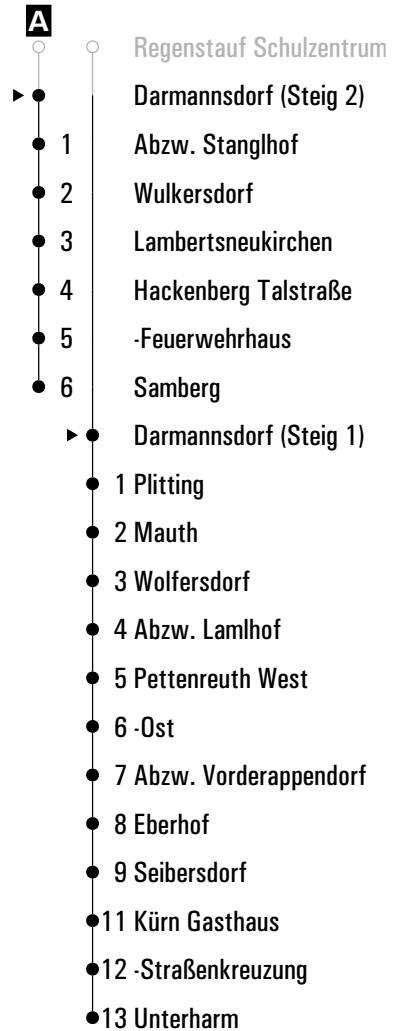 A
Regenstauf Schulzentrum
Darmannsdorf (Steig 2)
1 Abzw. Stanglhof
2 Wulkersdorf
3 Lambertsneukirchen
4 Hackenberg Talstraße
5 -Feuerwehrhaus
6 Samberg
Darmannsdorf (Steig 1)
1 Plitting
2 Mauth
3 Wolfersdorf
4 Abzw. Lamlhof
5 Pettenreuth West
6 -Ost
7 Abzw. Vorderappendorf
8 Eberhof
9 Seibersdorf
11 Kürn Gasthaus
12 -Straßenkreuzung
13 Unterharm